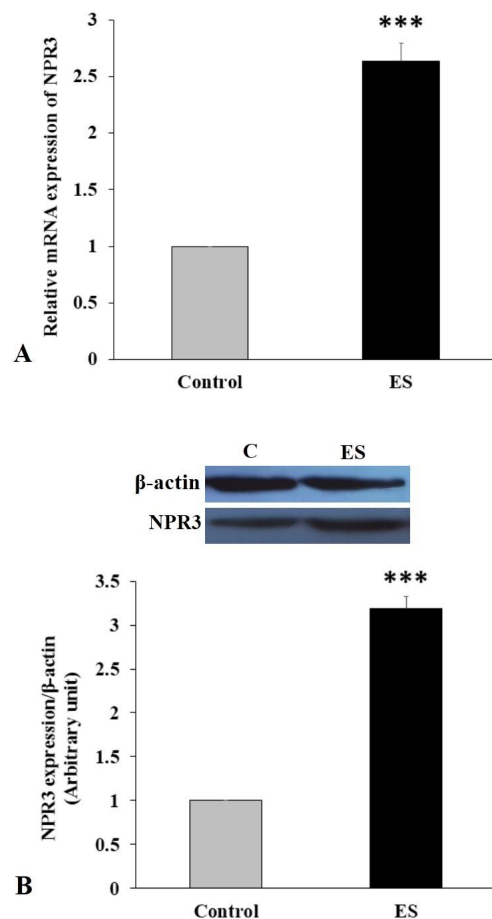 ***
3
2.5
2
1.5
1
0.5
0
Relative mRNA expression of NPR3
Control
ES
A
C
ES
β-actin
NPR3
***
3.5
3
2.5
2
1.5
1
0.5
0
NPR3 expression/β-actin
(Arbitrary unit)
Control
ES
B